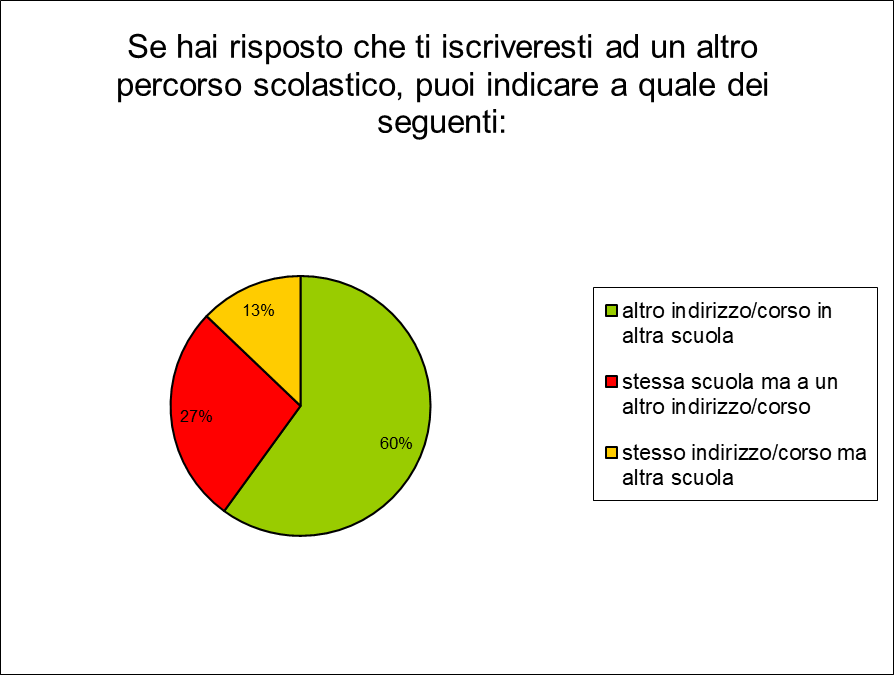 Se hai risposto che ti iscriveresti ad un altro
percorso scolastico, puoi indicare a quale dei
seguenti:
13%
27%
60%
altro indirizzo/corso in
altra scuola
stessa scuola ma a un
altro indirizzo/corso
stesso indirizzo/corso ma
altra scuola